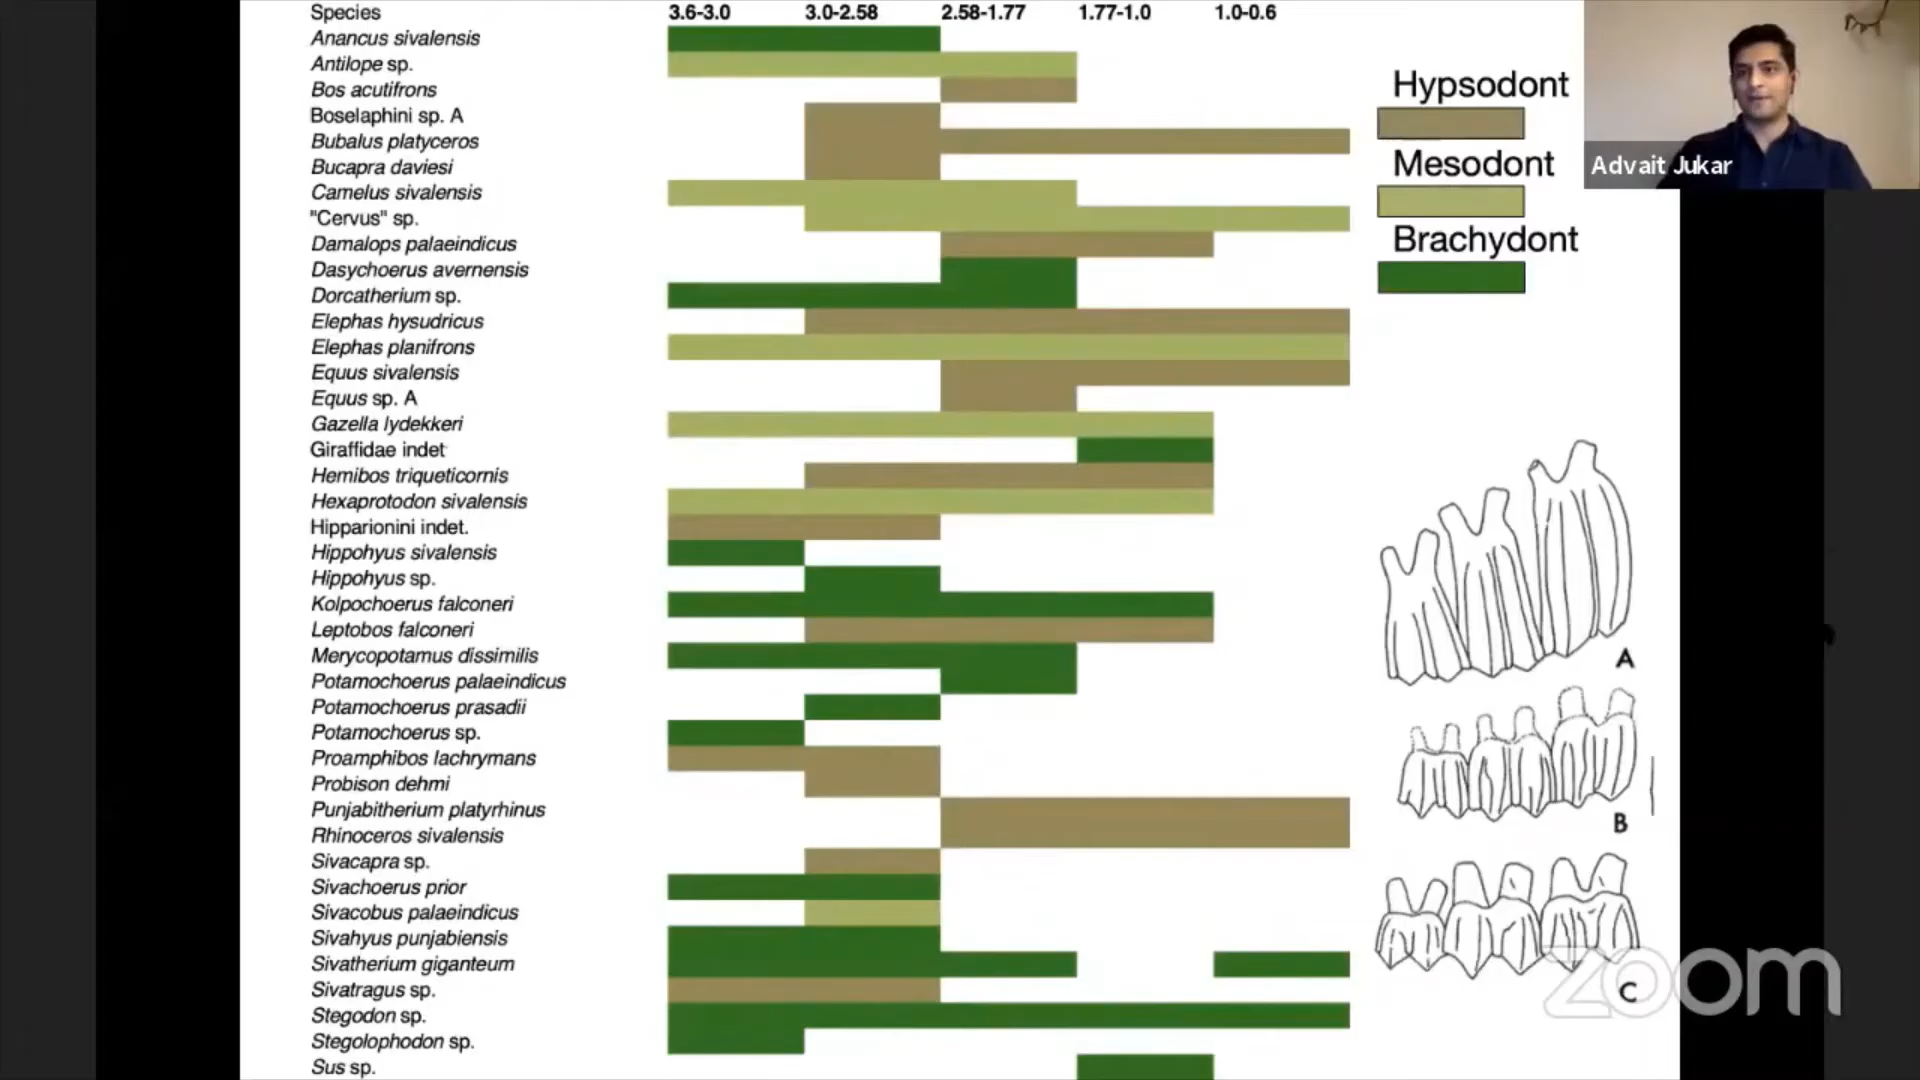 Species 3.6-3.0 3.0-2.58 2.58-1.77 1.77-1.0 1.0-0.6
Anancus sivalensis
Antilope sp.
Bos acutifrons
Boselaphini sp. A
Bubalus platyceros
Bucapra daviesi
Camelus sivalensis
"Cervus" sp.
Damalops palaeindicus
Dasychoerus avernensis
Dorcatherium sp.
Elephas hysudricus
Elephas planifrons
Equus sivalensis
Equus sp. A
Gazella lydekkeri
Giraffidae indet
Hemibos triqueticornis
Hexaprotodon sivalensis
Hipparionini indet.
Hippohyus sivalensis
Hippohyus sp.
Kolpochoerus falconeri
Leptobos falconeri
Merycopotamus dissimilis
Potamochoerus palaeindicus
Potamochoerus prasadii
Potamochoerus sp.
Proamphibos lachrymans
Probison dehmi
Punjabitherium platyrhinus
Rhinoceros sivalensis
Sivacapra sp.
Sivachoerus prior
Sivacobus palaeindicus
Sivahyus punjabiensis
Sivatherium giganteum
Sivatragus sp.
Stegodon sp.
Stegolophodon sp.
Sus sp.
Hypsodont
Mesodont
Brachydont
A
B
C
Advait Jukar
zoom